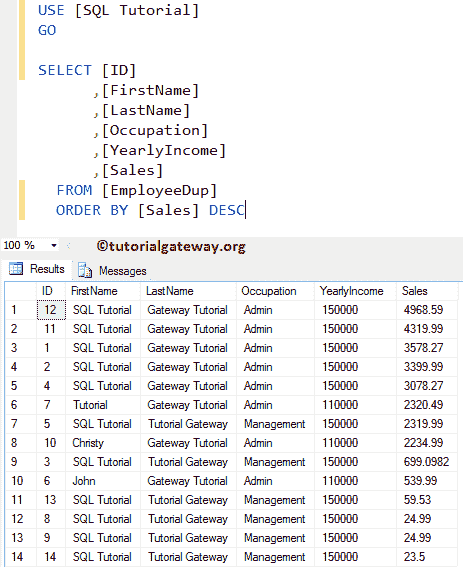 USE [SQL Tutorial]
GO
SELECT [ID]
,[FirstName]
,[LastName]
,[Occupation]
,[YearlyIncome]
,[Sales]
FROM [EmployeeDup]
ORDER BY [Sales] DESC
100 % ©tutorialgateway.org
Results Messages
ID FirstName LastName Occupation YearlyIncome Sales
1 12 SQL Tutorial Gateway Tutorial Admin 150000 4968.59
2 11 SQL Tutorial Gateway Tutorial Admin 150000 4319.99
3 1 SQL Tutorial Gateway Tutorial Admin 150000 3578.27
4 2 SQL Tutorial Gateway Tutorial Admin 150000 3399.99
5 4 SQL Tutorial Gateway Tutorial Admin 150000 3078.27
6 7 Tutorial Gateway Tutorial Admin 110000 2320.49
7 5 SQL Tutorial Tutorial Gateway Management 150000 2319.99
8 10 Christy Tutorial Gateway Admin 110000 2234.99
9 3 SQL Tutorial Tutorial Gateway Management 150000 699.0982
10 6 John Gateway Tutorial Admin 110000 539.99
11 13 SQL Tutorial Tutorial Gateway Management 150000 59.53
12 8 SQL Tutorial Tutorial Gateway Management 150000 24.99
13 9 SQL Tutorial Tutorial Gateway Management 150000 24.99
14 14 SQL Tutorial Tutorial Gateway Management 150000 23.5